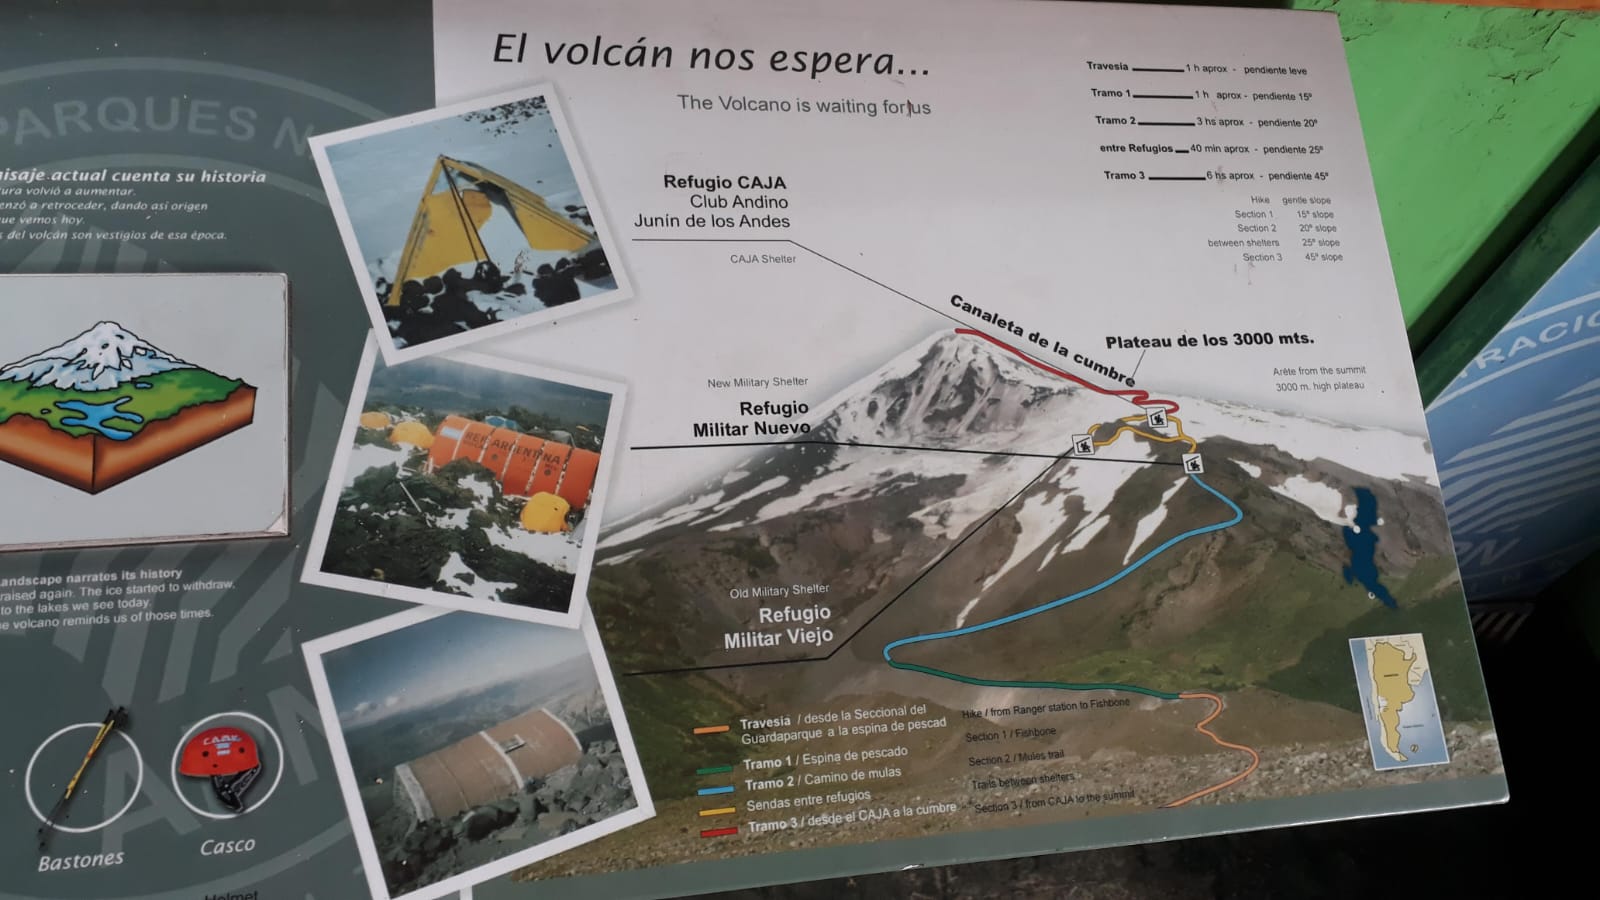 PARQUES N
aisaje actual cuenta su historia
tura volvió a aumentar.
enzó a retroceder, dando así origen
que vemos hoy.
s del volcán son vestigios de esa época.
andscape narrates its history
raised again. The ice started to withdraw,
to the lakes we see today.
e volcano reminds us of those times.
Bastones
Casco
Helmet
El volcán nos espera...
The Volcano is waiting for us
Travesia 1 h aprox - pendiente leve
Tramo 1 1 h aprox - pendiente 15º
Tramo 2 3 hs aprox - pendiente 20º
entre Refugios 40 min aprox - pendiente 25º
Tramo 3 6 hs aprox - pendiente 45º
Hike gentle slope
Section 1 15º slope
Section 2 20º slope
between shelters 25º slope
Section 3 45º slope
Refugio CAJA
Club Andino
Junín de los Andes
CAJA Shelter
Canaleta de la cumbre
Plateau de los 3000 mts.
Arête from the summit
3000 m. high plateau
New Military Shelter
Refugio
Militar Nuevo
Old Military Shelter
Refugio
Militar Viejo
Travesia / desde la Seccional del
Guardaparque a la espina de pescad
Tramo 1 / Espina de pescado
Tramo 2 / Camino de mulas
Sendas entre refugios
Tramo 3 / desde el CAJA a la cumbre
Hike / from Ranger station to Fishbone
Section 1 / Fishbone
Section 2 / Mules trail
Trails between shelters
Section 3 / from CAJA to the summit